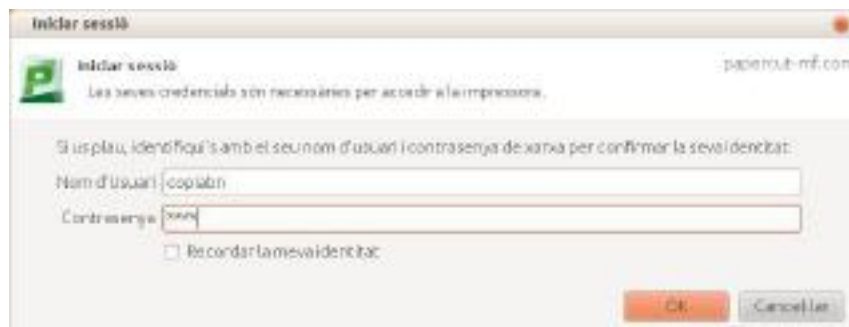 Iniciar sessió
Iniciar sessió
papercut-mf.com
Les seves credencials són necessàries per accedir a la impressora.
Si us plau, identifiqui's amb el seu nom d'usuari i contrasenya de xarxa per confirmar la seva identitat
Nom d'Usuari copiabn
Contrasenya ****
Recordar la meva identitat
OK Cancel·lar